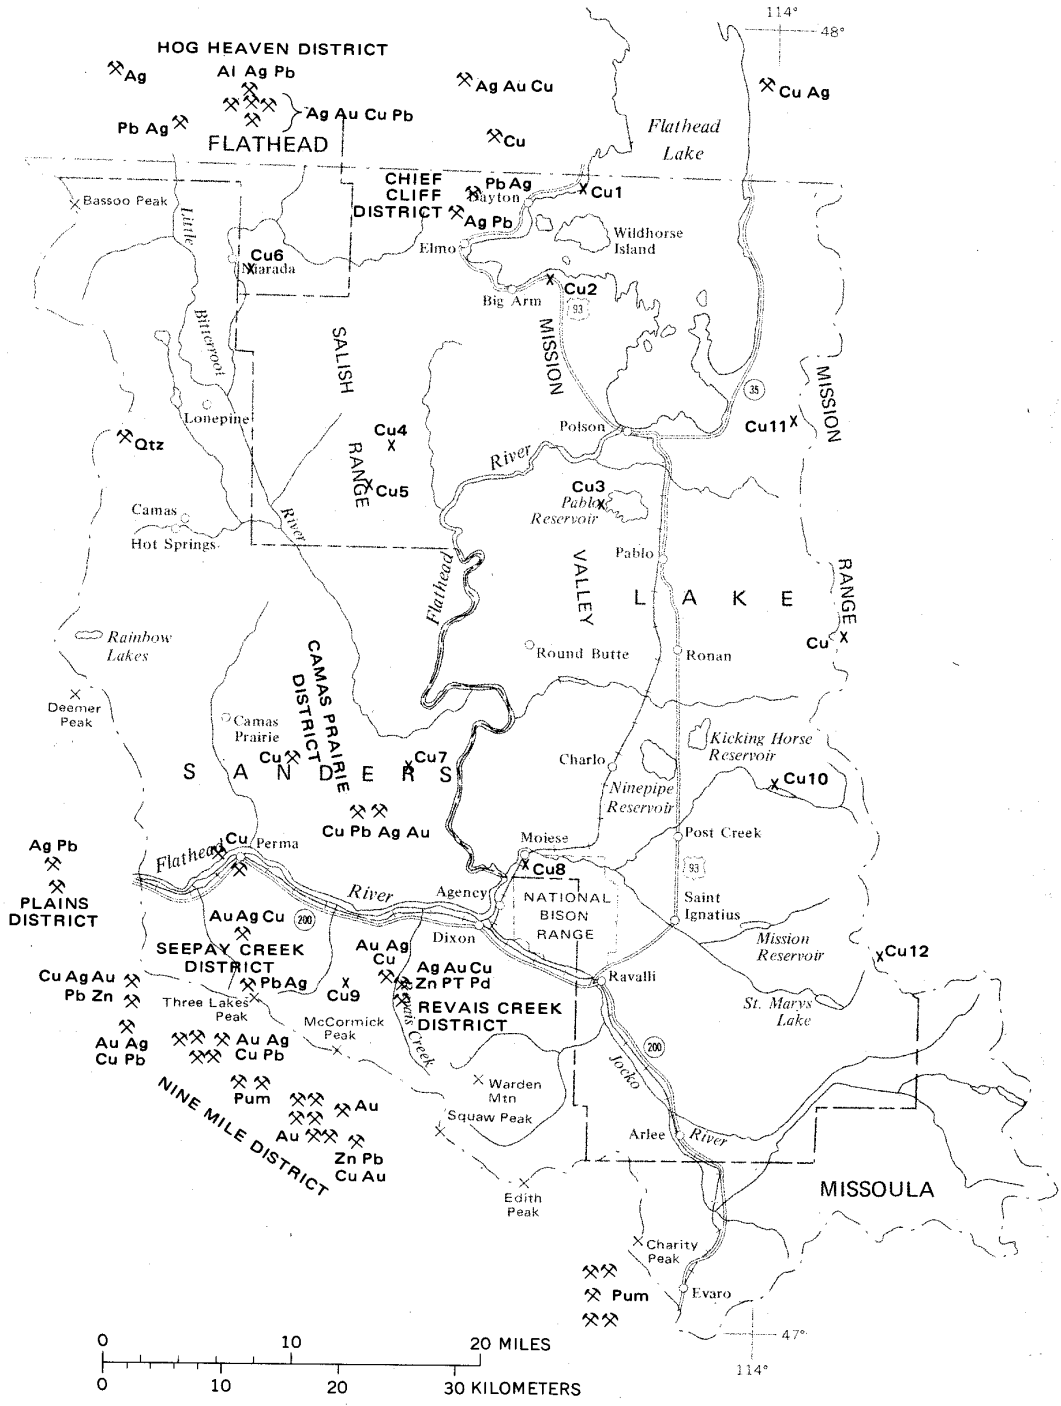 114°
48°
HOG HEAVEN DISTRICT
Ag
Al Ag Pb
Ag Au Cu
Cu Ag
Ag Au Cu Pb
Pb Ag
Cu
FLATHEAD
Flathead
Lake
CHIEF
CLIFF
DISTRICT
Pb Ag
Dayton
Cu1
Ag Pb
Bassoo Peak
Little
Bitterroot
River
Elmo
Wildhorse
Island
Cu6
Niarada
Big Arm
Cu2
93
SALISH
RANGE
MISSION
VALLEY
35
MISSION
RANGE
Lonepine
Qtz
Cu4
Cu5
Polson
Cu11
River
Flathead
Cu3
Pablo
Reservoir
Camas
Hot Springs
Pablo
L A K E
Cu
Rainbow
Lakes
Round Butte
Ronan
Deemer
Peak
CAMAS PRAIRIE
DISTRICT
Camas
Prairie
Cu
Cu7
S A N D E R S
Charlo
Kicking Horse
Reservoir
Ninepipe
Reservoir
Cu10
Cu Pb Ag Au
Ag Pb
PLAINS
DISTRICT
Flathead
Cu
Perma
River
Moiese
Cu8
Post Creek
93
Agency
NATIONAL
BISON
RANGE
Saint
Ignatius
Au Ag Cu
200
Dixon
Mission
Reservoir
SEEPAY CREEK
DISTRICT
Au Ag
Cu
Ag Au Cu
Zn PT Pd
Ravalli
Cu12
Cu Ag Au
Pb Zn
Pb Ag
Cu9
Three Lakes
Peak
REVAIS CREEK
DISTRICT
Revais Creek
St. Marys
Lake
McCormick
Peak
Au Ag
Cu Pb
Au Ag
Cu Pb
200
Jocko
River
Warden
Mtn
Squaw Peak
Pum
NINE MILE DISTRICT
Au
Au
Zn Pb
Cu Au
Arlee
Edith
Peak
MISSOULA
Charity
Peak
Pum
Evaro
47°
114°
0 10 20 MILES
0 10 20 30 KILOMETERS